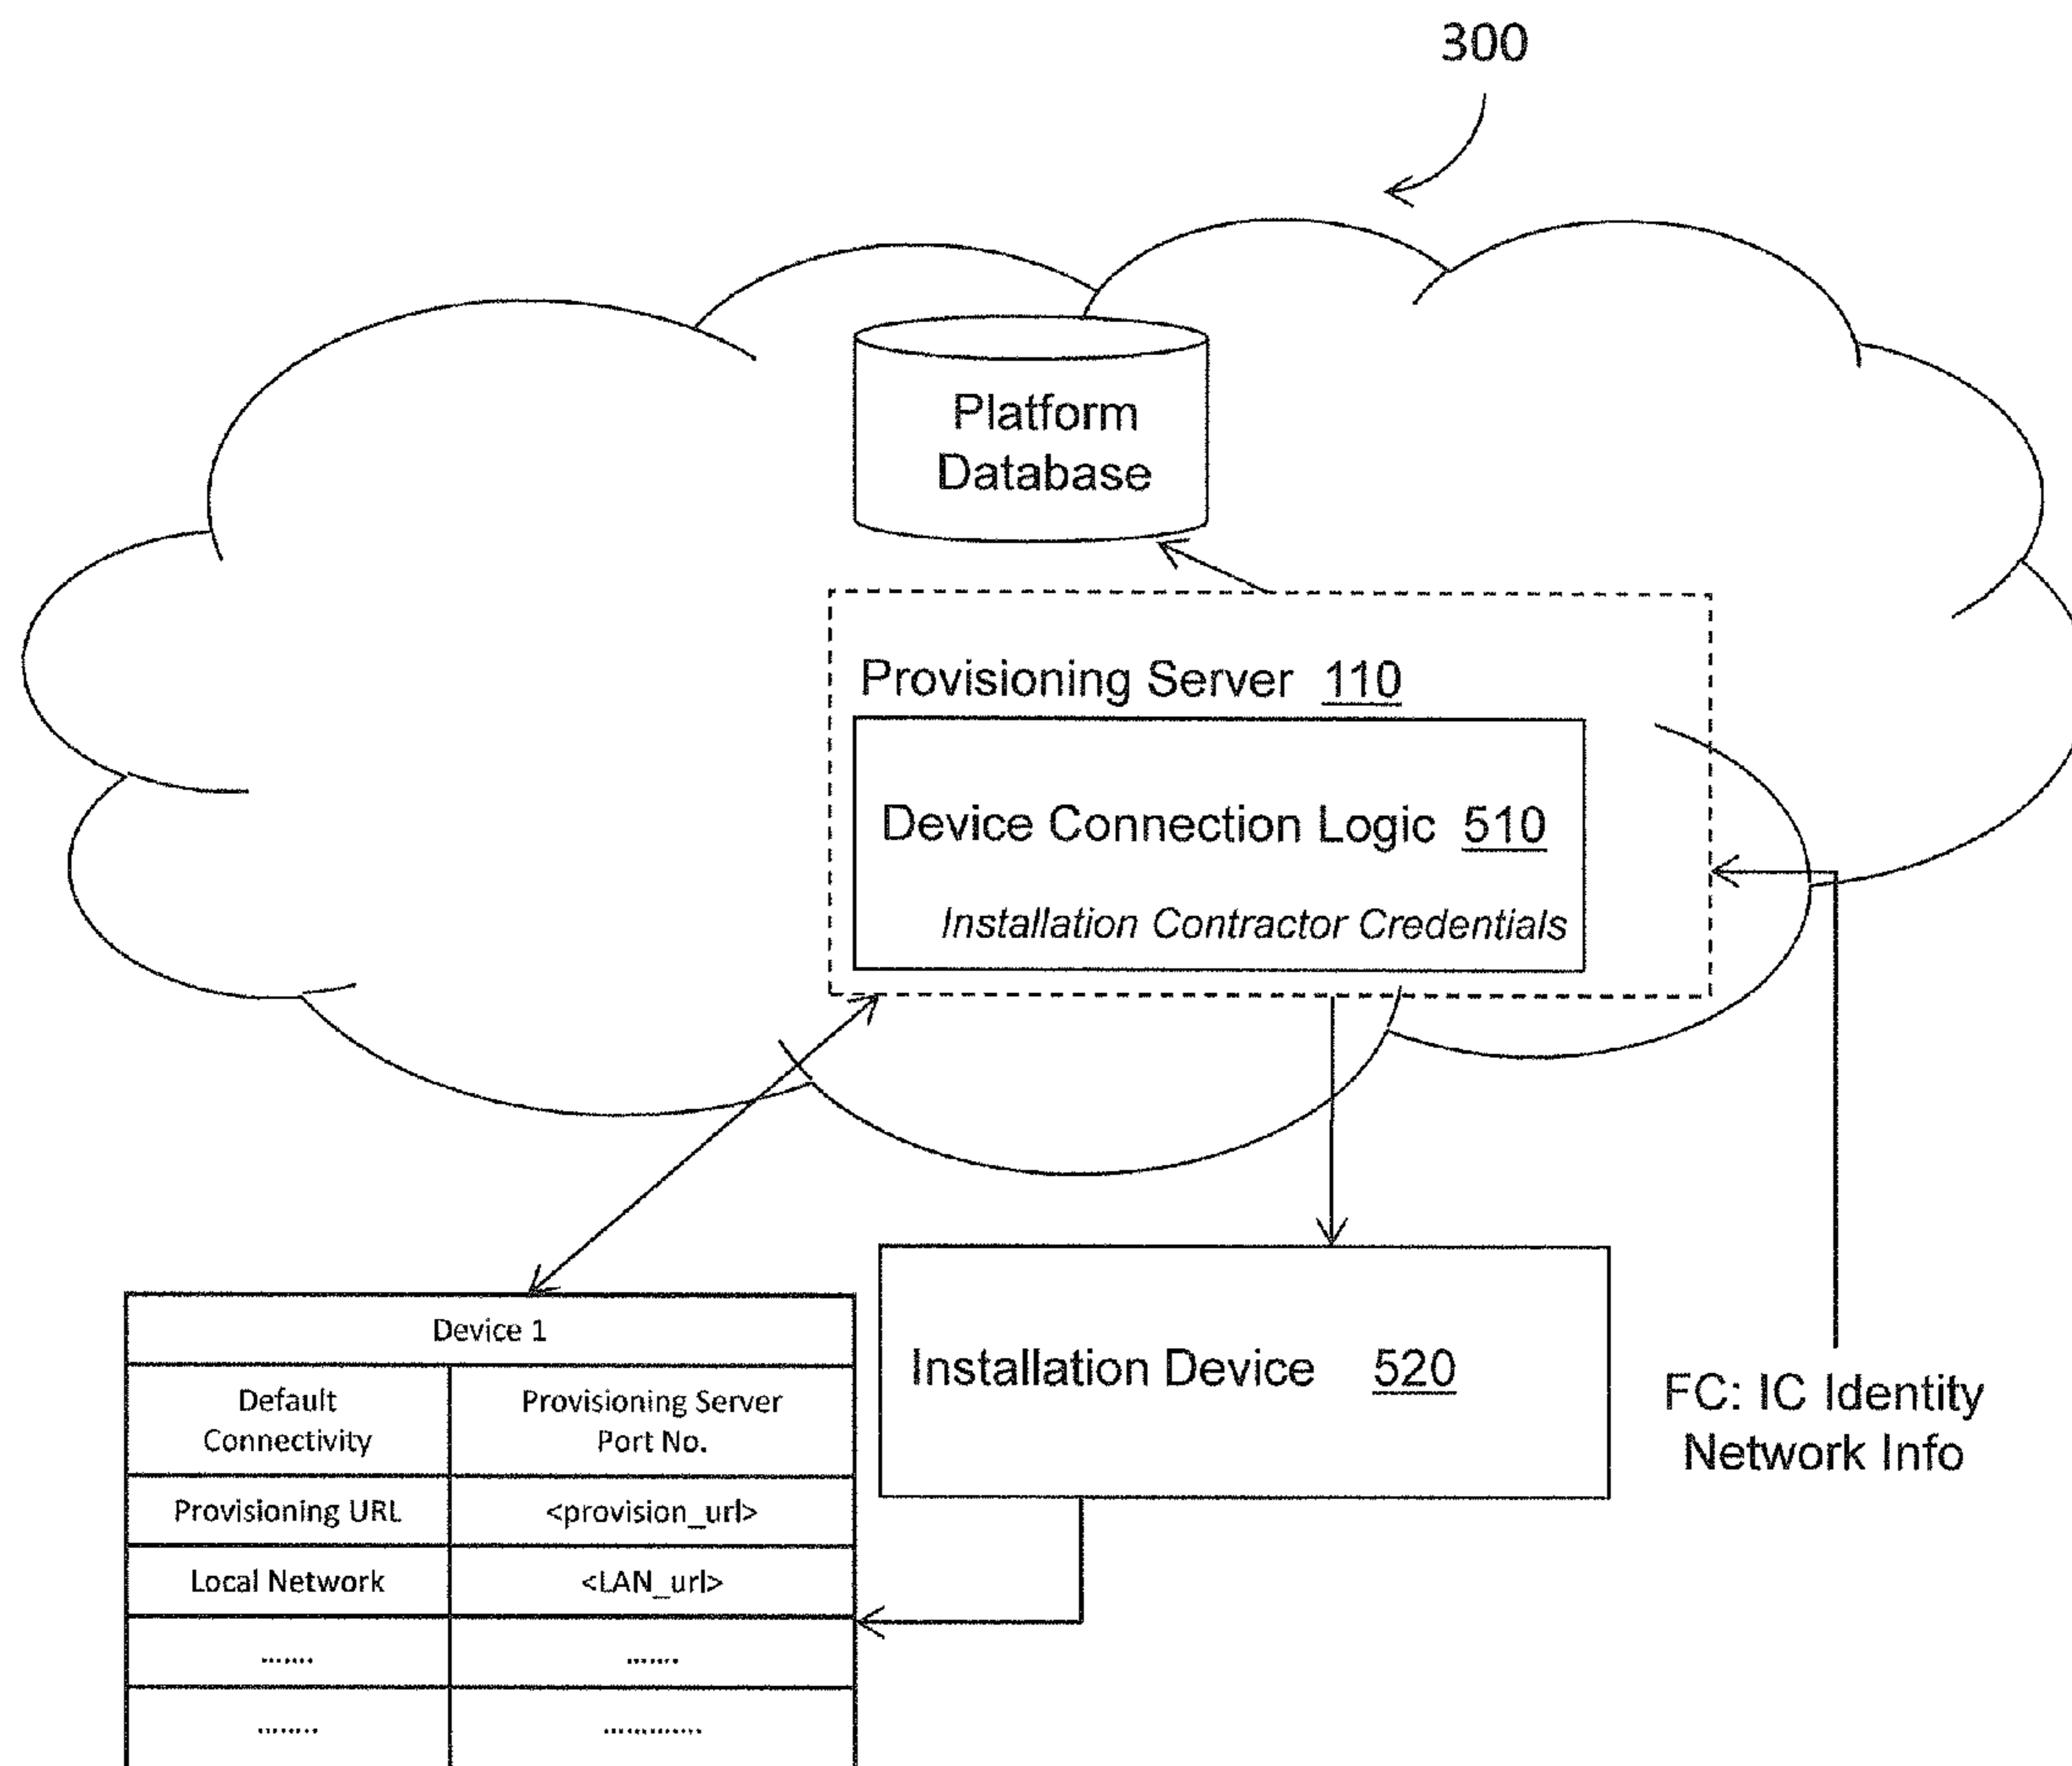 300
Platform
Database
Provisioning Server 110
Device Connection Logic 510
Installation Contractor Credentials
Device 1
Default
Connectivity
Provisioning Server
Port No.
Provisioning URL
<provision_url>
Local Network
<LAN_url>
.......
.......
........
.............
Installation Device 520
FC: IC Identity
Network Info